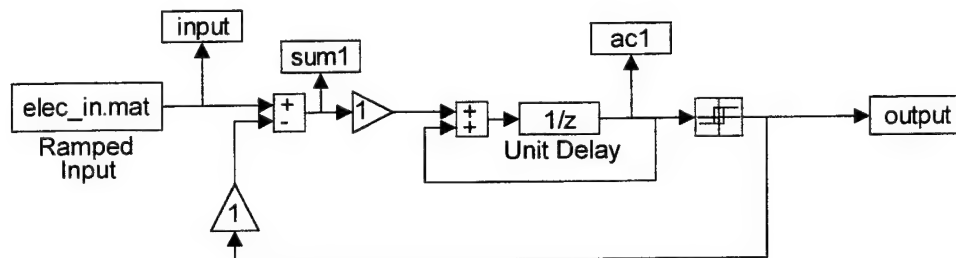 input
sum1
ac1
elec_in.mat
Ramped
Input
+
-
1
+
+
1/z
Unit Delay
output
1